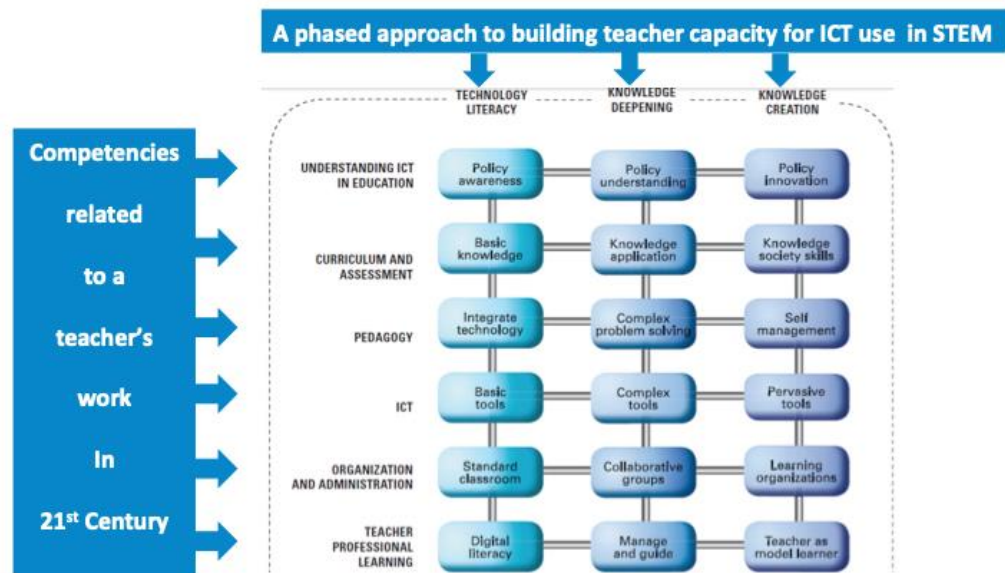 A phased approach to building teacher capacity for ICT use in STEM
TECHNOLOGY
LITERACY
KNOWLEDGE
DEEPENING
KNOWLEDGE
CREATION
Competencies
related
to a
teacher's
work
In
21st Century
UNDERSTANDING ICT
IN EDUCATION
Policy
awareness
Policy
understanding
Policy
innovation
CURRICULUM AND
ASSESSMENT
Basic
knowledge
Knowledge
application
Knowledge
society skills
PEDAGOGY
Integrate
technology
Complex
problem solving
Self
management
ICT
Basic
tools
Complex
tools
Pervasive
tools
ORGANIZATION
AND ADMINISTRATION
Standard
classroom
Collaborative
groups
Learning
organizations
TEACHER
PROFESSIONAL
LEARNING
Digital
literacy
Manage
and guide
Teacher as
model learner